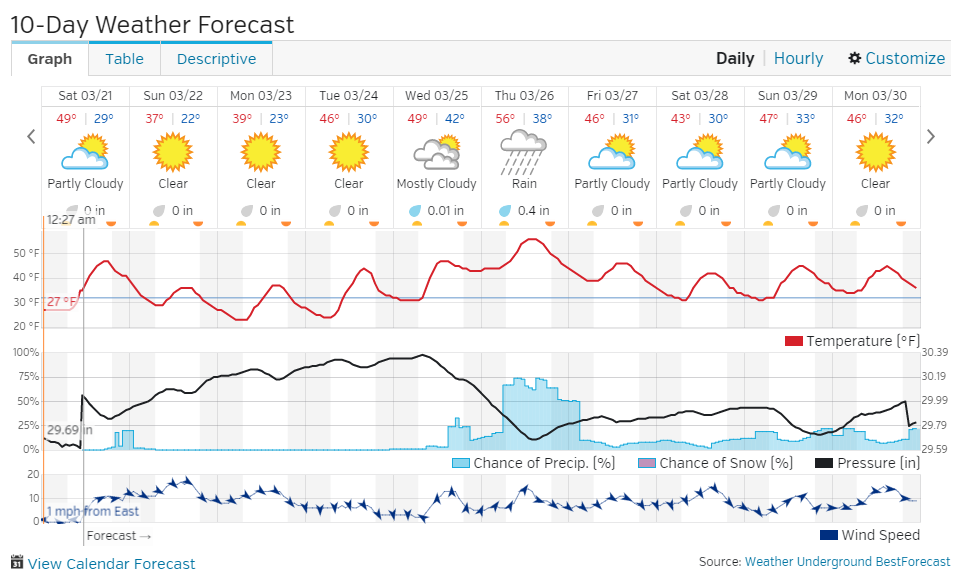 10-Day Weather Forecast
Graph Table Descriptive Daily Hourly Customize
Sat 03/21 Sun 03/22 Mon 03/23 Tue 03/24 Wed 03/25 Thu 03/26 Fri 03/27 Sat 03/28 Sun 03/29 Mon 03/30
49° | 29° 37° | 22° 39° | 23° 46° | 30° 49° | 42° 56° | 38° 46° | 31° 43° | 30° 47° | 33° 46° | 32°
Partly Cloudy Clear Clear Clear Mostly Cloudy Rain Partly Cloudy Partly Cloudy Partly Cloudy Clear
0 in 0 in 0 in 0 in 0.01 in 0.4 in 0 in 0 in 0 in 0 in
12:27 am
50 °F
40 °F
30 °F
27 °F
20 °F
Temperature (°F)
100% 30.39
75% 30.19
50% 29.99
25% 29.79
29.69 in
0% 29.59
Chance of Precip. (%) Chance of Snow (%) Pressure (in)
20
10
1 mph from East
0
Forecast →
Wind Speed
31 View Calendar Forecast
Source: Weather Underground BestForecast